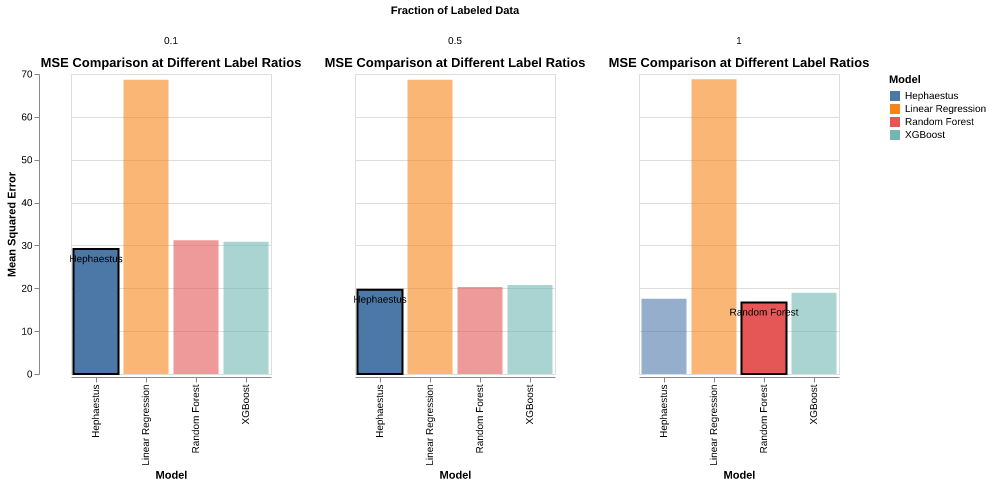 Fraction of Labeled Data
0.1
0.5
1
MSE Comparison at Different Label Ratios
MSE Comparison at Different Label Ratios
MSE Comparison at Different Label Ratios
Mean Squared Error
70
60
50
40
30
20
10
0
Hephaestus
Hephaestus
Random Forest
Hephaestus
Linear Regression
Random Forest
XGBoost
Hephaestus
Linear Regression
Random Forest
XGBoost
Hephaestus
Linear Regression
Random Forest
XGBoost
Model
Model
Model
Model
Hephaestus
Linear Regression
Random Forest
XGBoost